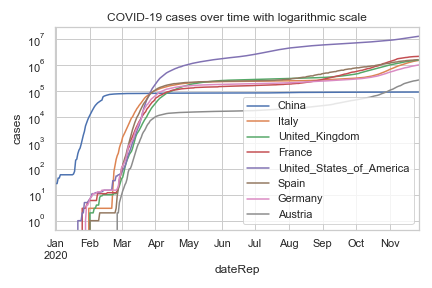 COVID-19 cases over time with logarithmic scale
cases
10^7
10^6
10^5
10^4
10^3
10^2
10^1
10^0
China
Italy
United_Kingdom
France
United_States_of_America
Spain
Germany
Austria
Jan Feb Mar Apr May Jun Jul Aug Sep Oct Nov
2020
dateRep